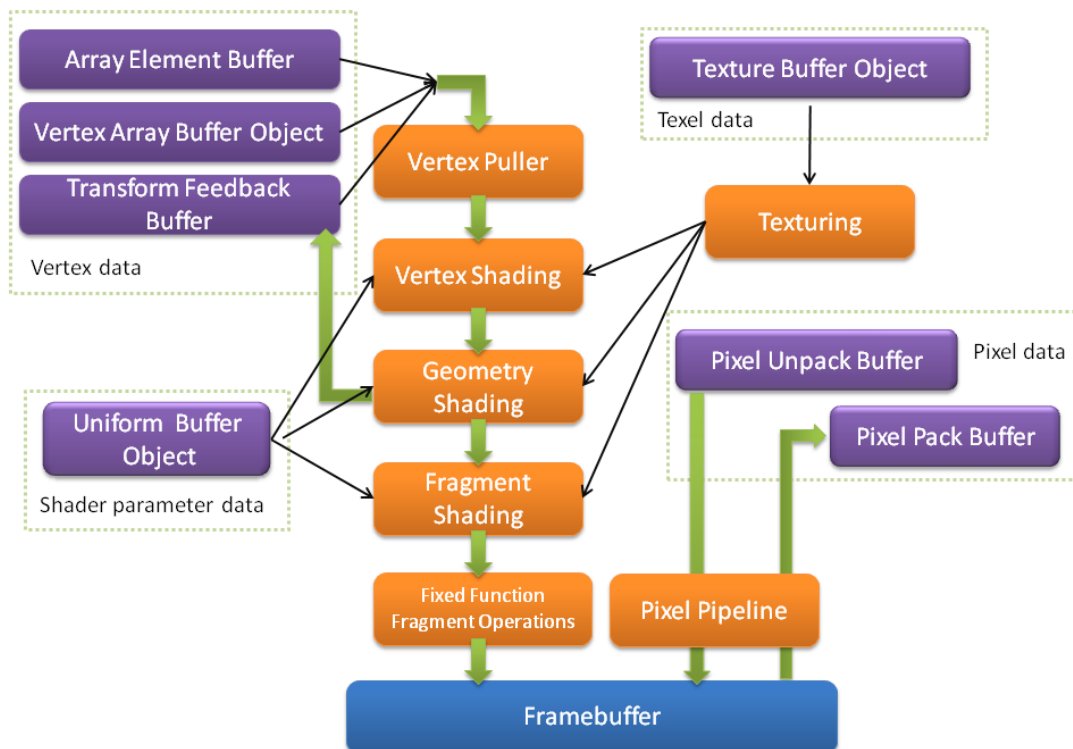 Array Element Buffer
Vertex Array Buffer Object
Transform Feedback
Buffer
Vertex data
Texture Buffer Object
Texel data
Vertex Puller
Texturing
Vertex Shading
Geometry
Shading
Pixel Unpack Buffer
Pixel data
Pixel Pack Buffer
Uniform Buffer
Object
Shader parameter data
Fragment
Shading
Fixed Function
Fragment Operations
Pixel Pipeline
Framebuffer